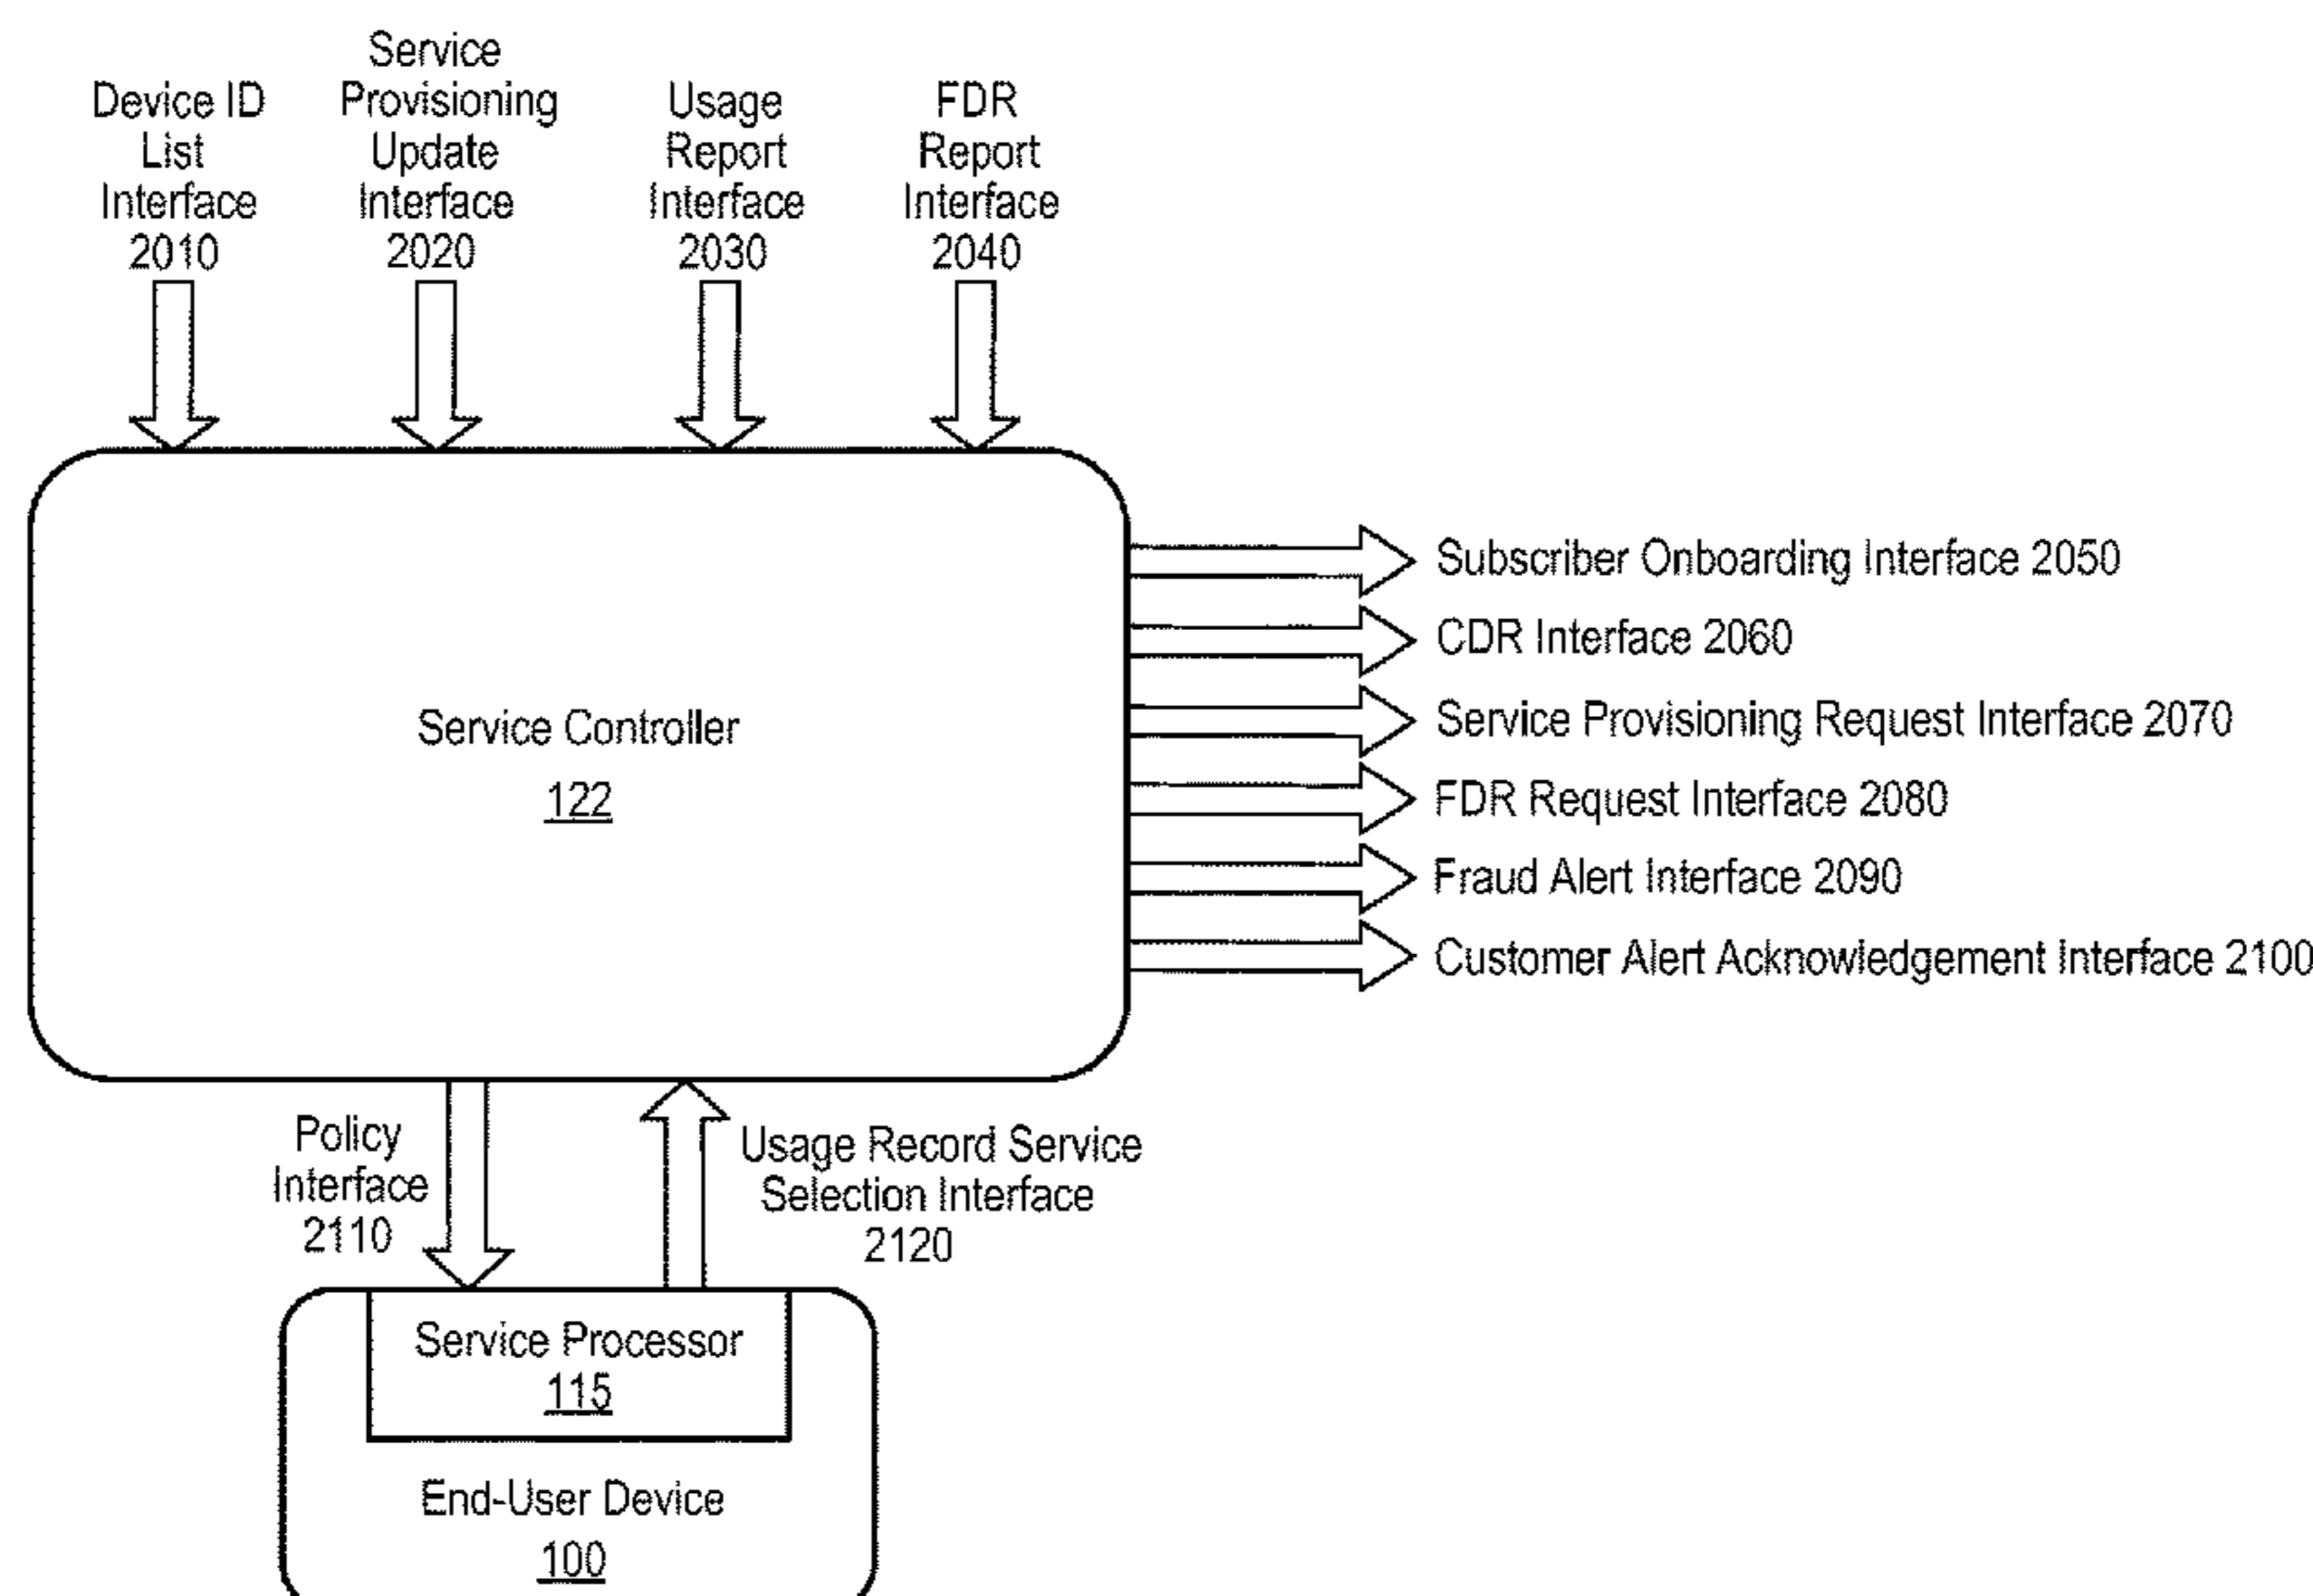 Device ID
List
Interface
2010
Service
Provisioning
Update
Interface
2020
Usage
Report
Interface
2030
FDR
Report
Interface
2040
Service Controller
122
Subscriber Onboarding Interface 2050
CDR Interface 2060
Service Provisioning Request Interface 2070
FDR Request Interface 2080
Fraud Alert Interface 2090
Customer Alert Acknowledgement Interface 2100
Policy
Interface
2110
Usage Record Service
Selection Interface
2120
Service Processor
115
End-User Device
100